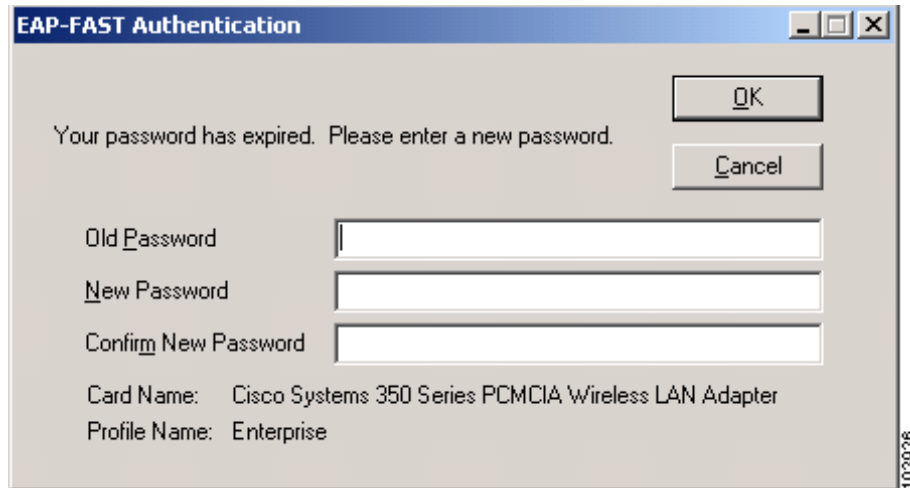 EAP-FAST Authentication
OK
Your password has expired. Please enter a new password.
Cancel
Old Password
New Password
Confirm New Password
Card Name: Cisco Systems 350 Series PCMCIA Wireless LAN Adapter
Profile Name: Enterprise